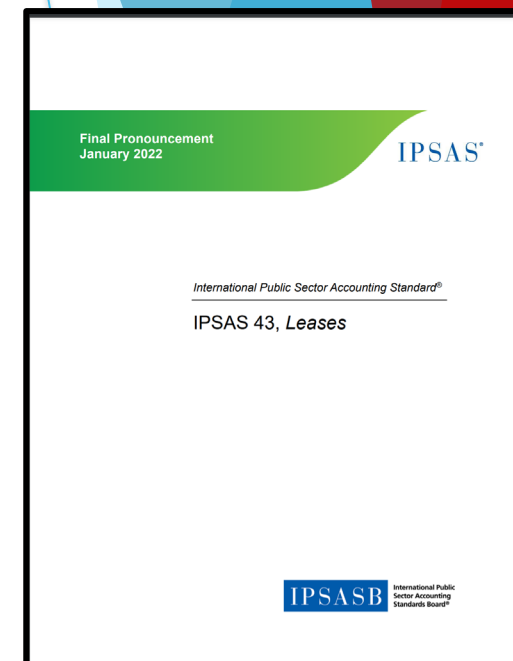 Final Pronouncement
January 2022
IPSAS®
International Public Sector Accounting Standard®
IPSAS 43, Leases
IPSASB
International Public
Sector Accounting
Standards Board®